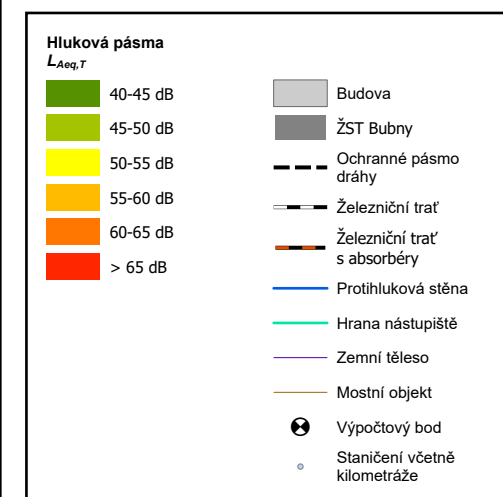 Hluková pásma
LAeq,T
40-45 dB
45-50 dB
50-55 dB
55-60 dB
60-65 dB
> 65 dB
Budova
ŽST Bubny
Ochranné pásmo
dráhy
Železniční trať
Železniční trať
s absorbéry
Protihluková stěna
Hrana nástupiště
Zemní těleso
Mostní objekt
Výpočtový bod
Staničení včetně
kilometráže